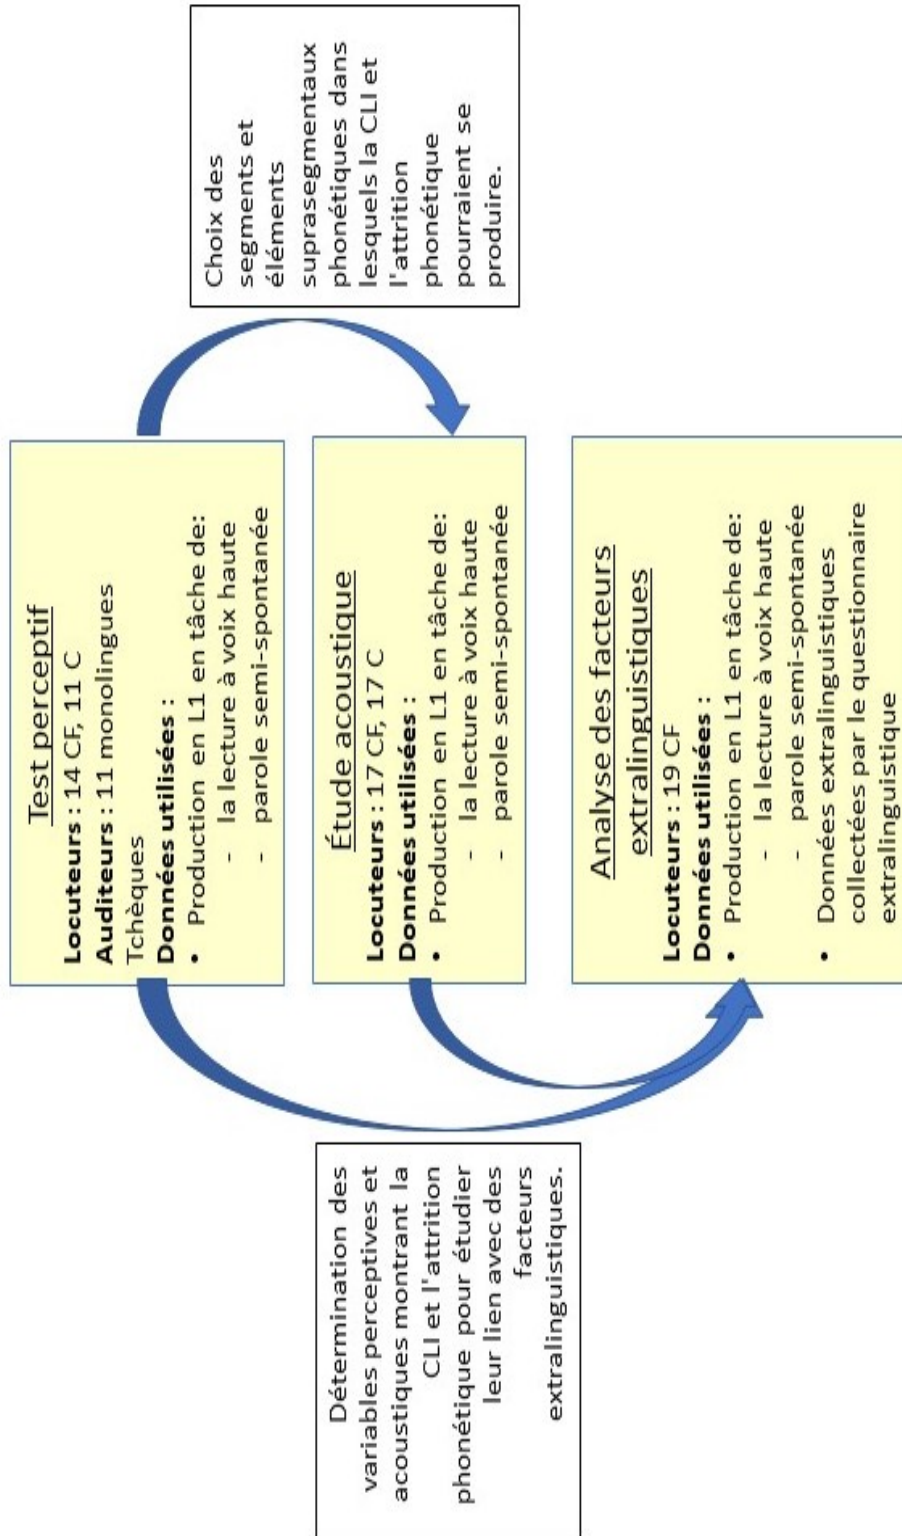 Test perceptif
Locuteurs : 14 CF, 11 C
Auditeurs : 11 monolingues
Tchèques
Données utilisées :
• Production en L1 en tâche de:
- la lecture à voix haute
- parole semi-spontanée
Choix des
segments et
éléments
suprasegmentaux
phonétiques dans
lesquels la CLI et
l'attrition
phonétique
pourraient se
produire.
Étude acoustique
Locuteurs : 17 CF, 17 C
Données utilisées :
• Production en L1 en tâche de:
- la lecture à voix haute
- parole semi-spontanée
Détermination des
variables perceptives et
acoustiques montrant la
CLI et l'attrition
phonétique pour étudier
leur lien avec des
facteurs
extralinguistiques.
Analyse des facteurs
extralinguistiques
Locuteurs : 19 CF
Données utilisées :
• Production en L1 en tâche de:
- la lecture à voix haute
- parole semi-spontanée
• Données extralinguistiques
collectées par le questionnaire
extralinguistique